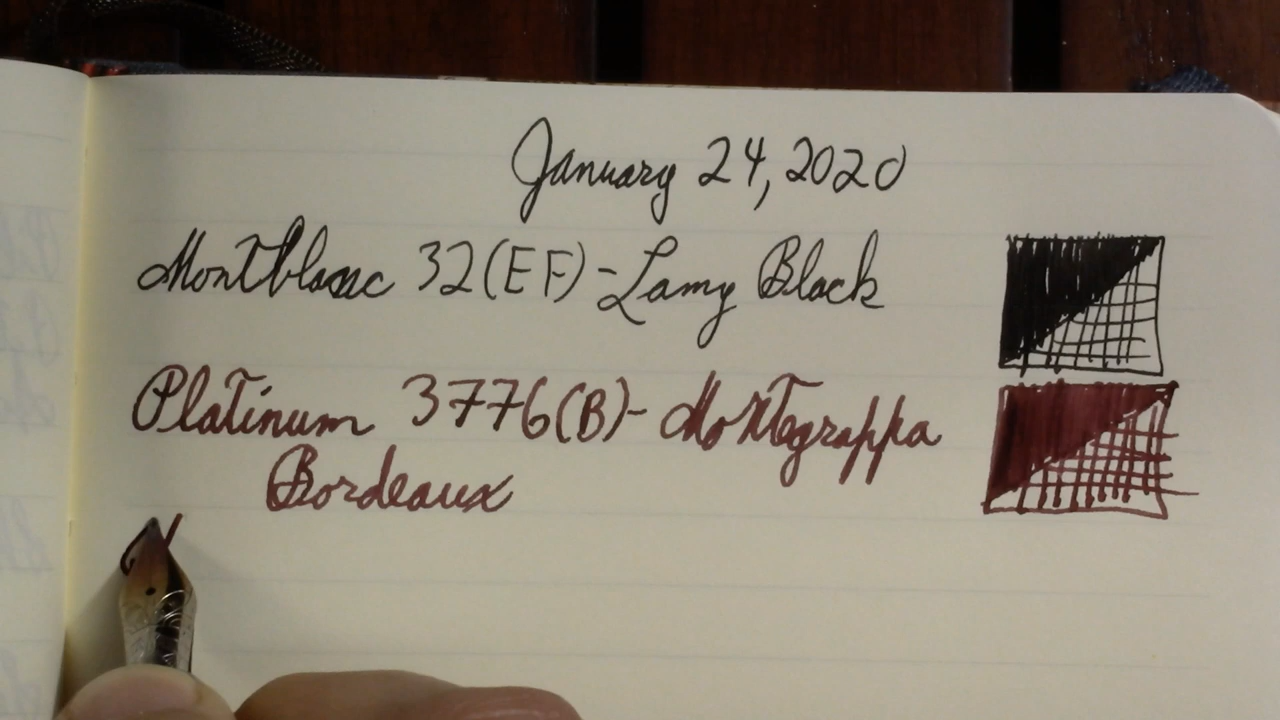 January 24, 2020
Montblanc 32 (EF) - Lamy Black
Platinum 3776 (B) - Montegrappa
Bordeaux